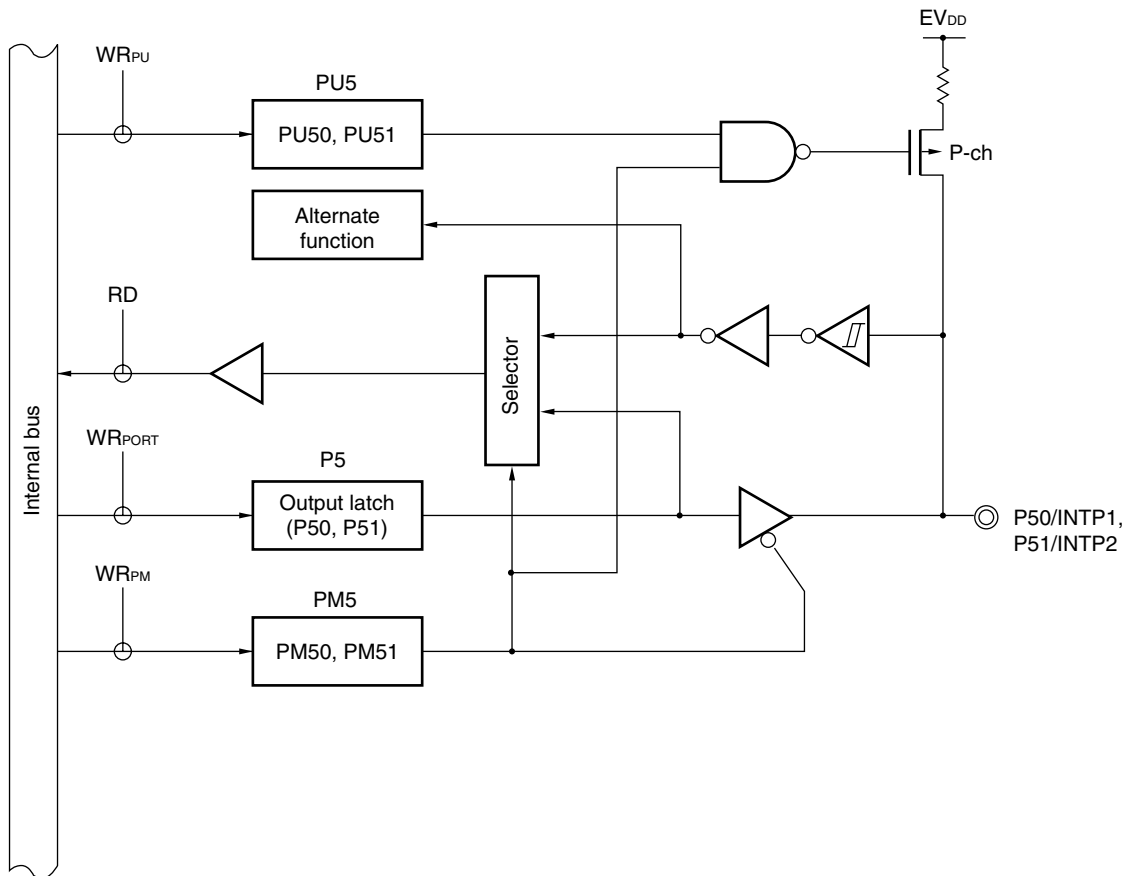 EVDD
WRPU
PU5
PU50, PU51
P-ch
Alternate
function
RD
Selector
Internal bus
WRPORT
P5
Output latch
(P50, P51)
P50/INTP1,
P51/INTP2
WRPM
PM5
PM50, PM51